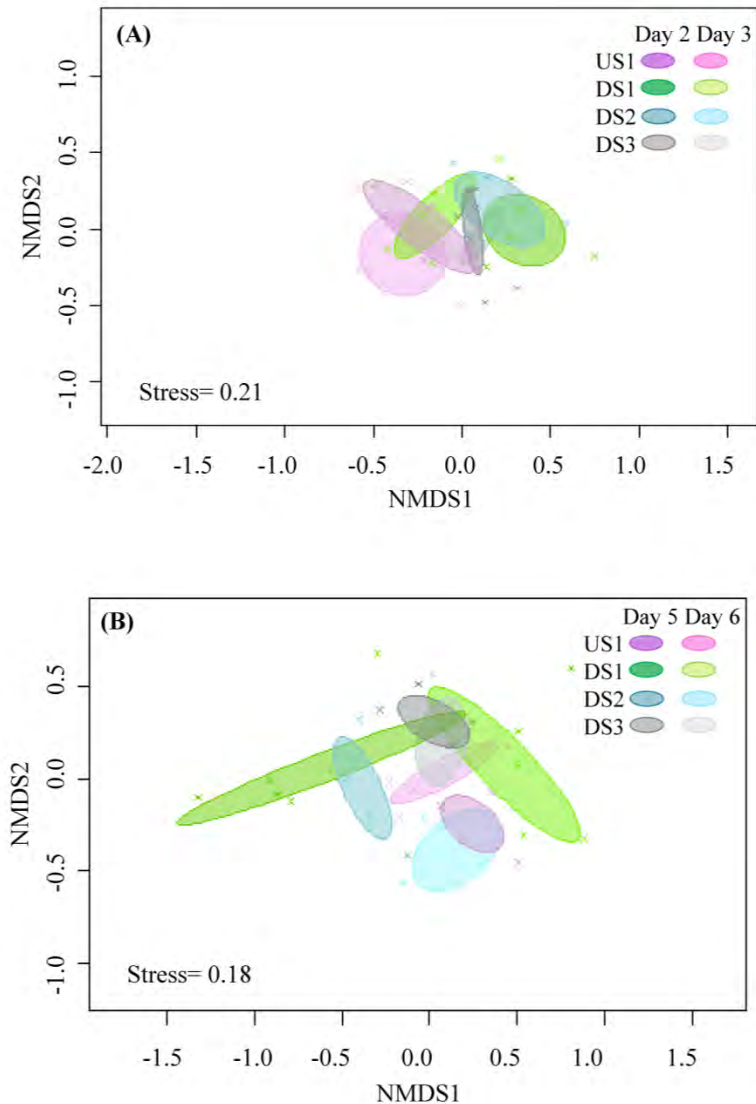 (A)
Day 2 Day 3
US1
DS1
DS2
DS3
1.0
0.5
0.0
-0.5
-1.0
NMDS2
Stress= 0.21
-2.0 -1.5 -1.0 -0.5 0.0 0.5 1.0 1.5
NMDS1
(B)
Day 5 Day 6
US1
DS1
DS2
DS3
0.5
0.0
-0.5
-1.0
NMDS2
Stress= 0.18
-1.5 -1.0 -0.5 0.0 0.5 1.0 1.5
NMDS1